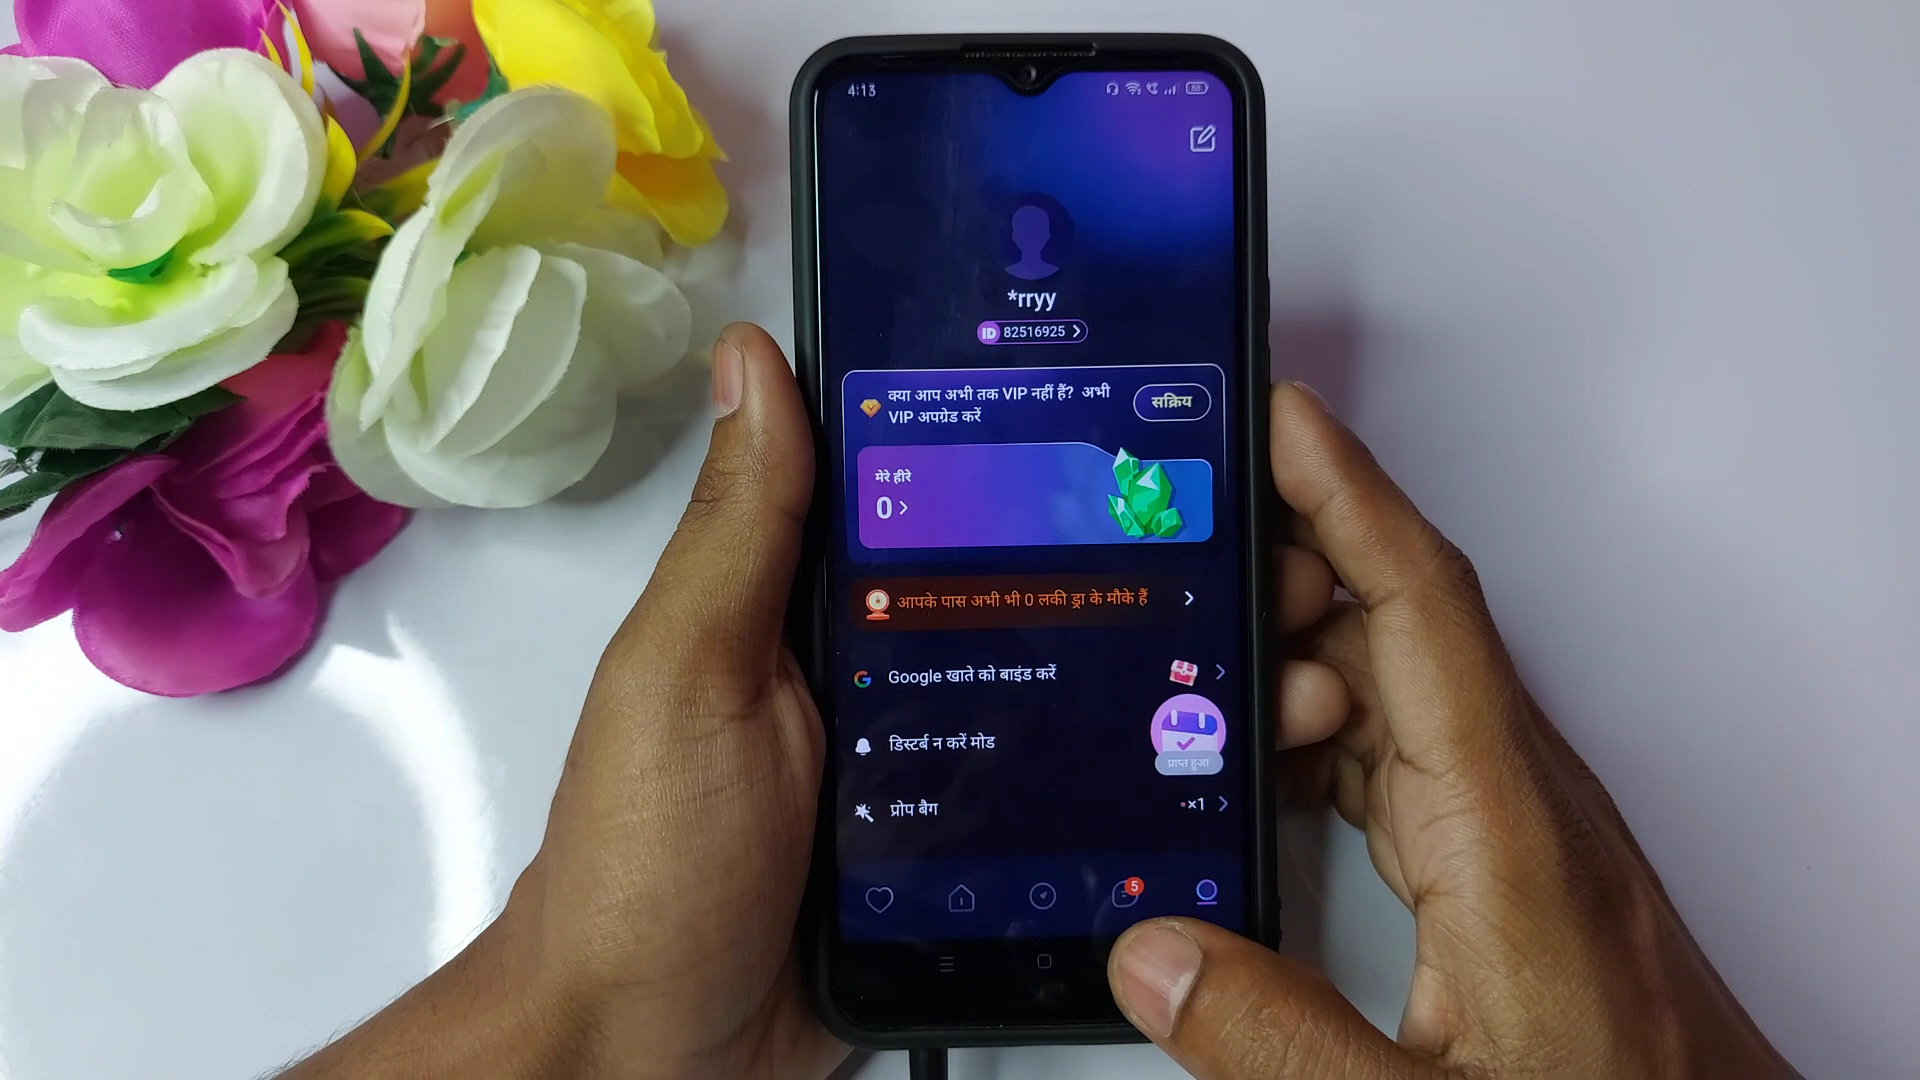 4:13
88
*rryy
ID 82516925
क्या आप अभी तक VIP नहीं हैं? अभी
VIP अपग्रेड करें
सक्रिय
मेरे हीरे
0
आपके पास अभी भी 0 लकी ड्रा के मौके हैं
Google खाते को बाइंड करें
डिस्टर्ब न करें मोड
प्राप्त हुआ
प्रोप बैग
×1
5